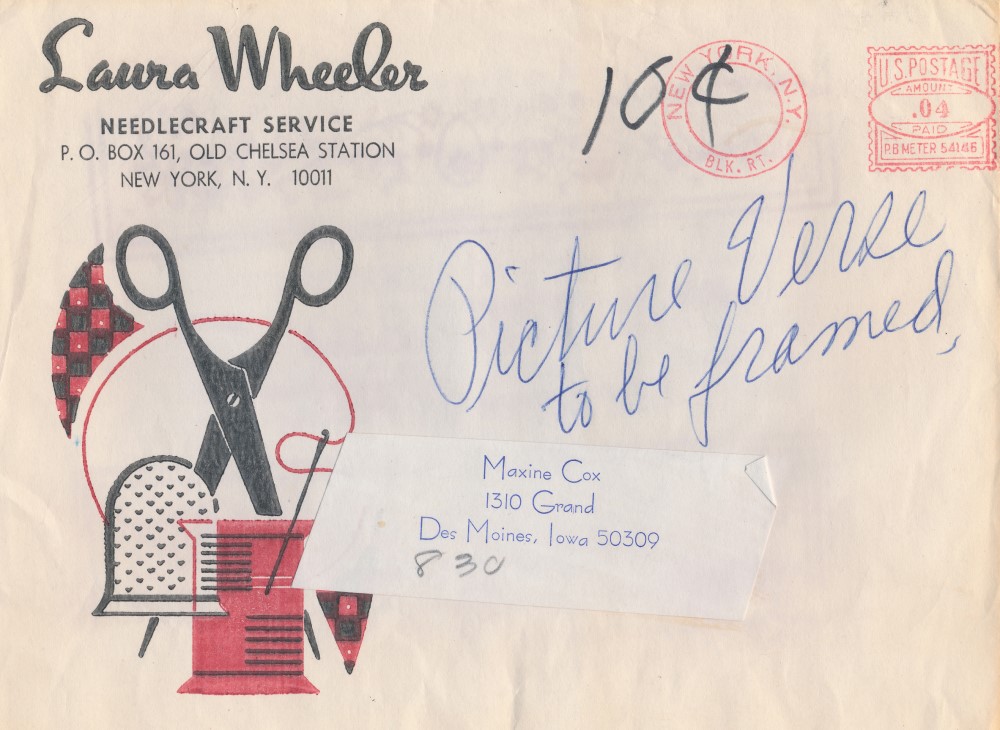 Laura Wheeler
NEEDLECRAFT SERVICE
P. O. BOX 161, OLD CHELSEA STATION
NEW YORK, N. Y. 10011
10¢
NEW YORK, N.Y.
BLK. RT.
U.S. POSTAGE
AMOUNT
.04
PAID
P.B METER 54146
Picture Verse
to be framed,
Maxine Cox
1310 Grand
Des Moines, Iowa 50309
830